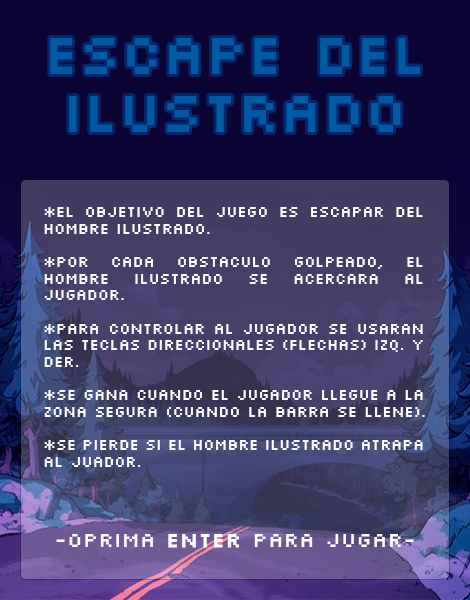 ESCAPE DEL
ILUSTRADO
*EL OBJETIVO DEL JUEGO ES ESCAPAR DEL
HOMBRE ILUSTRADO.
*POR CADA OBSTACULO GOLPEADO, EL
HOMBRE ILUSTRADO SE ACERCARA AL
JUGADOR.
*PARA CONTROLAR AL JUGADOR SE USARAN
LAS TECLAS DIRECCIONALES (FLECHAS) IZQ. Y
DER.
*SE GANA CUANDO EL JUGADOR LLEGUE A LA
ZONA SEGURA (CUANDO LA BARRA SE LLENE).
*SE PIERDE SI EL HOMBRE ILUSTRADO ATRAPA
AL JUADOR.
-OPRIMA ENTER PARA JUGAR-